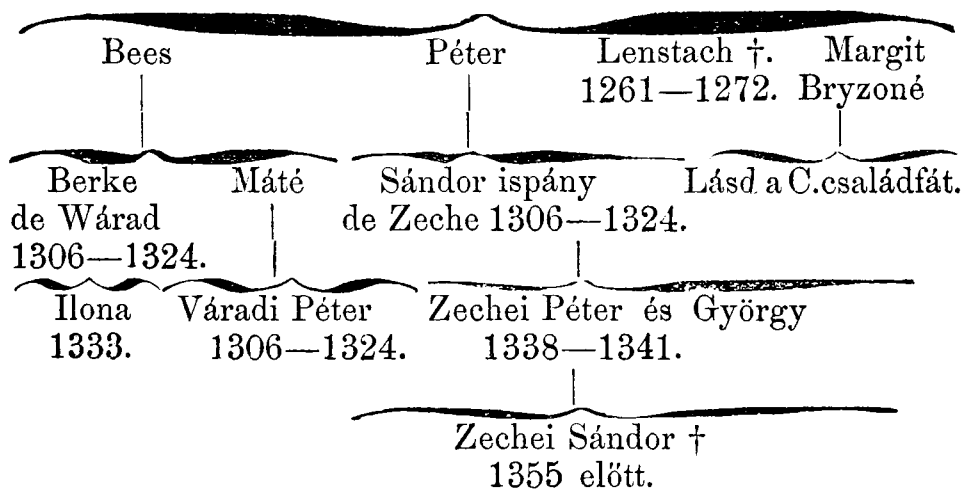 Bees Péter Lenstach †. Margit
1261—1272. Bryzoné
Berke Máté Sándor ispány Lásd a C.családfát.
de Wárad de Zeche 1306—1324.
1306—1324.
Ilona Váradi Péter Zechei Péter és György
1333. 1306—1324. 1338—1341.
Zechei Sándor †
1355 előtt.